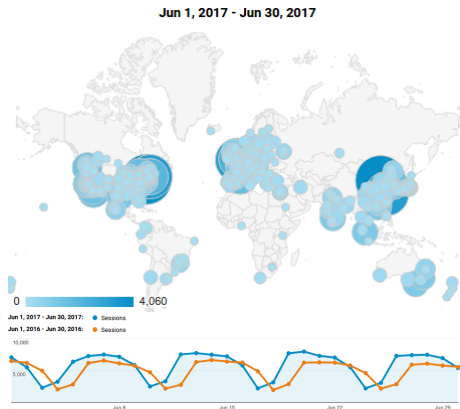 Jun 1, 2017 - Jun 30, 2017
0 4,060
Jun 1, 2017 - Jun 30, 2017: Sessions
Jun 1, 2016 - Jun 30, 2016: Sessions
10,000
5,000
Jun 8 Jun 15 Jun 22 Jun 29